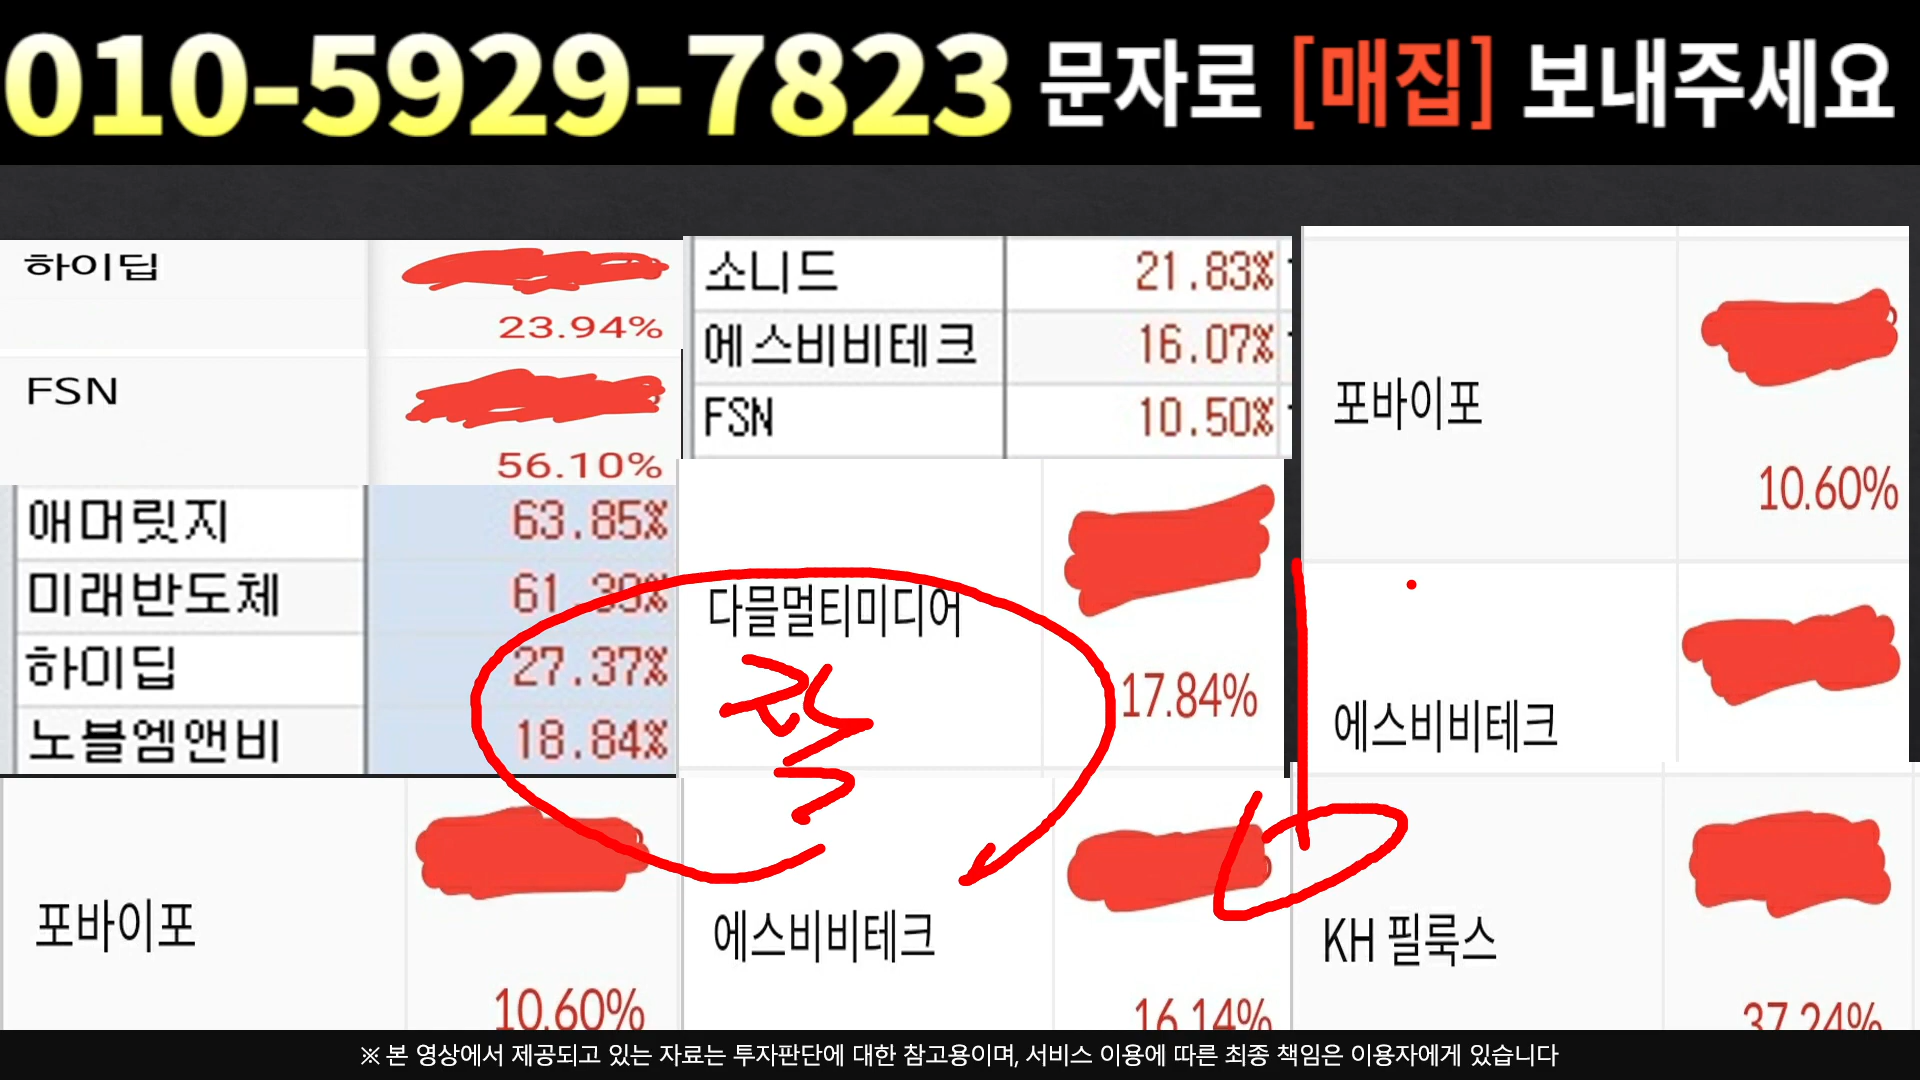 010-5929-7823 문자로 [매집] 보내주세요
하이딥
23.94%
FSN
56.10%
애머릿지 63.85%
미래반도체 61.39%
하이딥 27.37%
노블엠앤비 18.84%
소니드 21.83%
에스비비테크 16.07%
FSN 10.50%
다믈멀티미디어
17.84%
포바이포
10.60%
에스비비테크
포바이포
10.60%
에스비비테크
16.14%
KH 필룩스
37.24%
※ 본 영상에서 제공되고 있는 자료는 투자판단에 대한 참고용이며, 서비스 이용에 따른 최종 책임은 이용자에게 있습니다